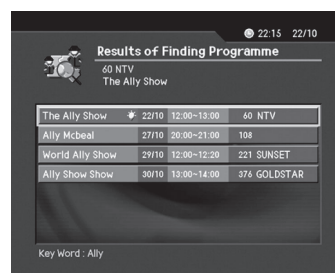 22:15 22/10
Results of Finding Programme
60 NTV
The Ally Show
The Ally Show 22/10 12:00~13:00 60 NTV
Ally Mcbeal 27/10 20:00~21:00 108
World Ally Show 29/10 12:00~12:20 221 SUNSET
Ally Show Show 30/10 13:00~14:00 376 GOLDSTAR
Key Word : Ally